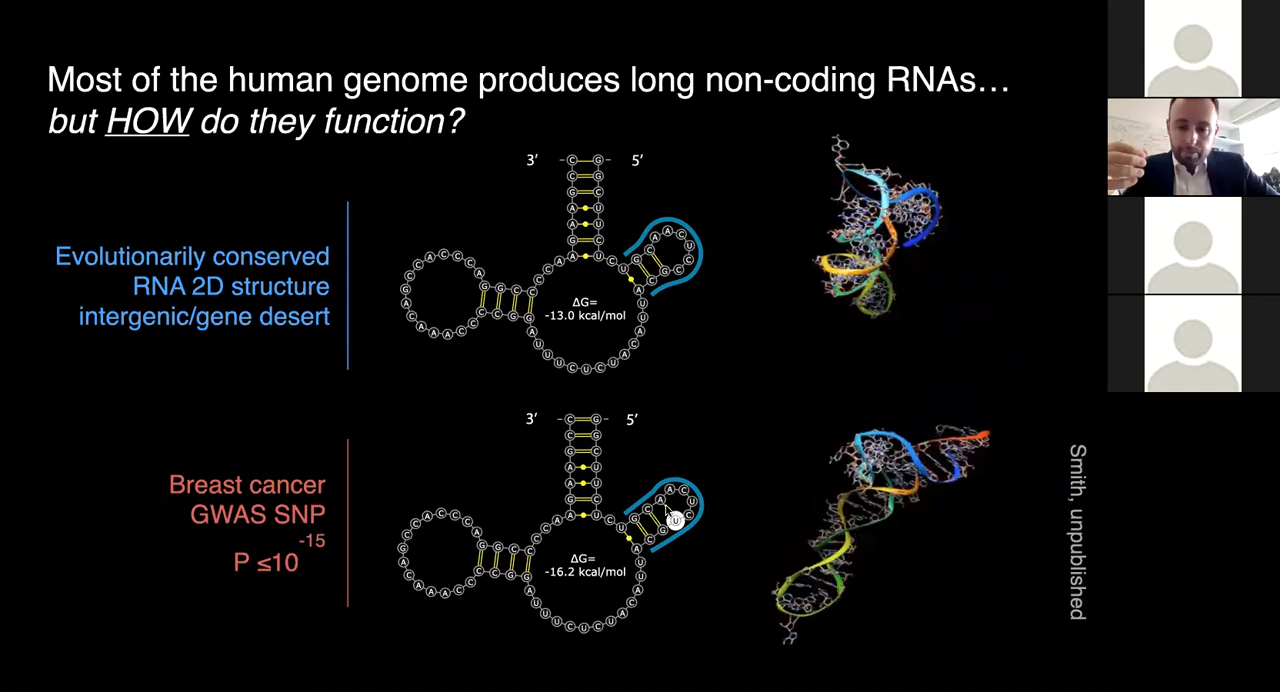 Most of the human genome produces long non-coding RNAs…
but HOW do they function?
3’ 5’
Evolutionarily conserved
RNA 2D structure
intergenic/gene desert
ΔG=
-13.0 kcal/mol
3’ 5’
Breast cancer
GWAS SNP
P ≤10-15
ΔG=
-16.2 kcal/mol
Smith, unpublished